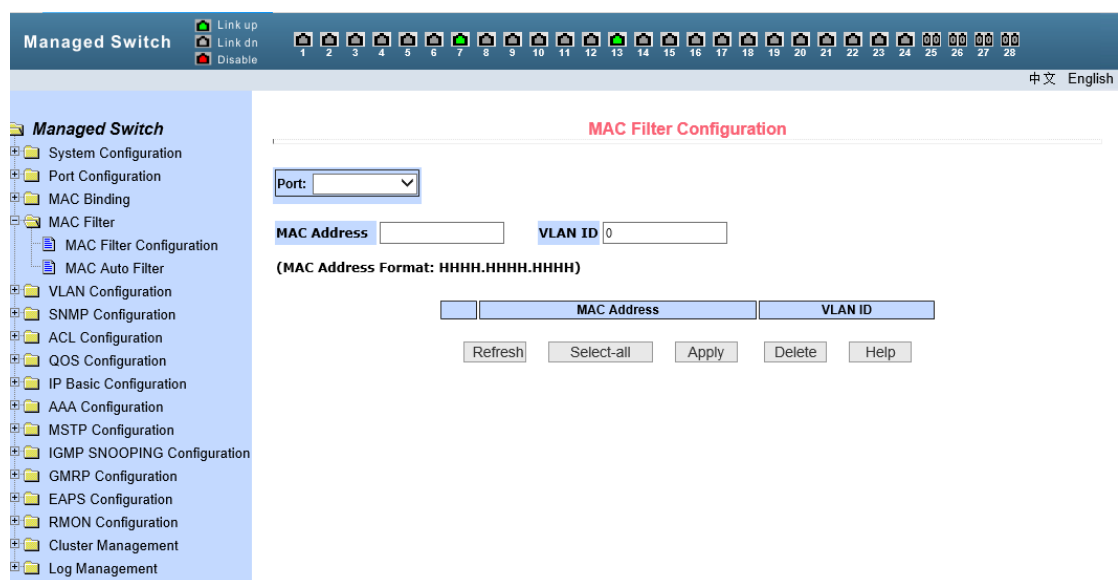 Managed Switch
Link up
Link dn
Disable
1 2 3 4 5 6 7 8 9 10 11 12 13 14 15 16 17 18 19 20 21 22 23 24 25 26 27 28
中文 English
Managed Switch
System Configuration
Port Configuration
MAC Binding
MAC Filter
MAC Filter Configuration
MAC Auto Filter
VLAN Configuration
SNMP Configuration
ACL Configuration
QOS Configuration
IP Basic Configuration
AAA Configuration
MSTP Configuration
IGMP SNOOPING Configuration
GMRP Configuration
EAPS Configuration
RMON Configuration
Cluster Management
Log Management
MAC Filter Configuration
Port:
MAC Address VLAN ID 0
(MAC Address Format: HHHH.HHHH.HHHH)
MAC Address VLAN ID
Refresh Select-all Apply Delete Help